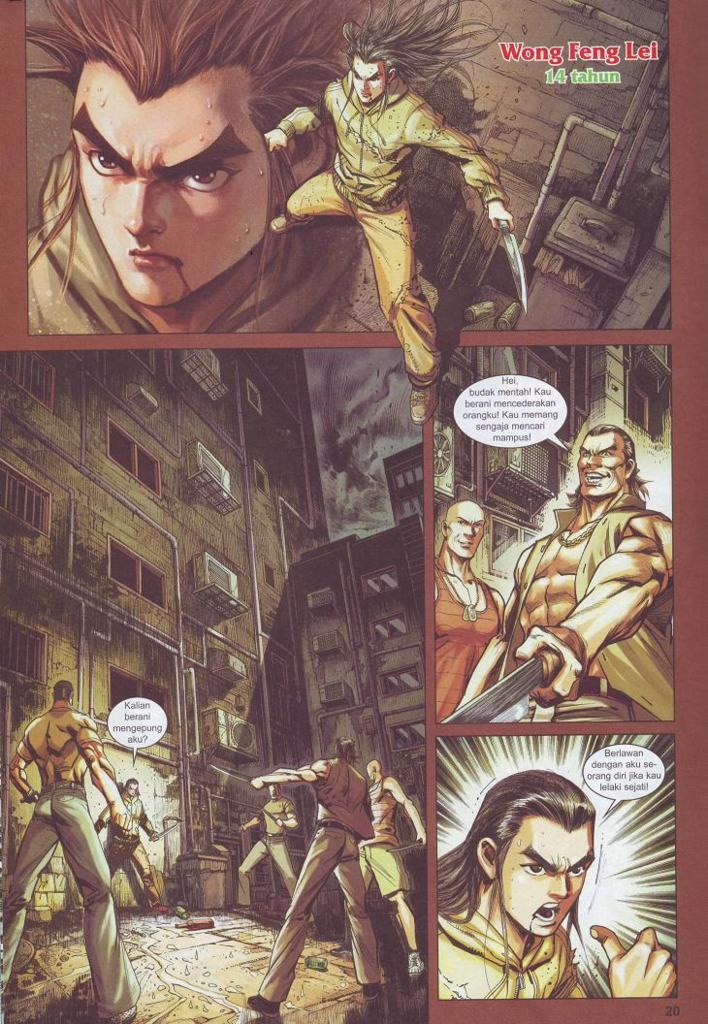 Wong Feng Lei
14 tahun
Hei,
budak mentah! Kau
berani mencederakan
orangku! Kau memang
sengaja mencari
mampus!
Kalian
berani
mengepung
aku?
Berlawan
dengan aku se-
orang diri jika kau
lelaki sejati!
20